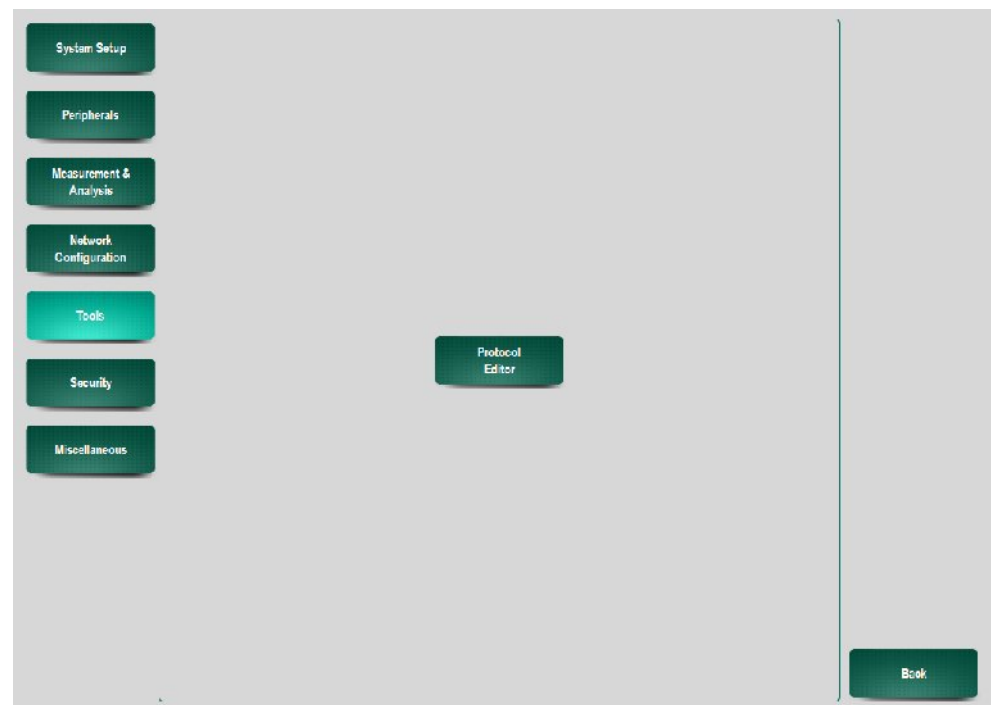 System Setup
Peripherals
Measurement &
Analysis
Network
Configuration
Tools
Protocol
Editor
Security
Miscellaneous
Back